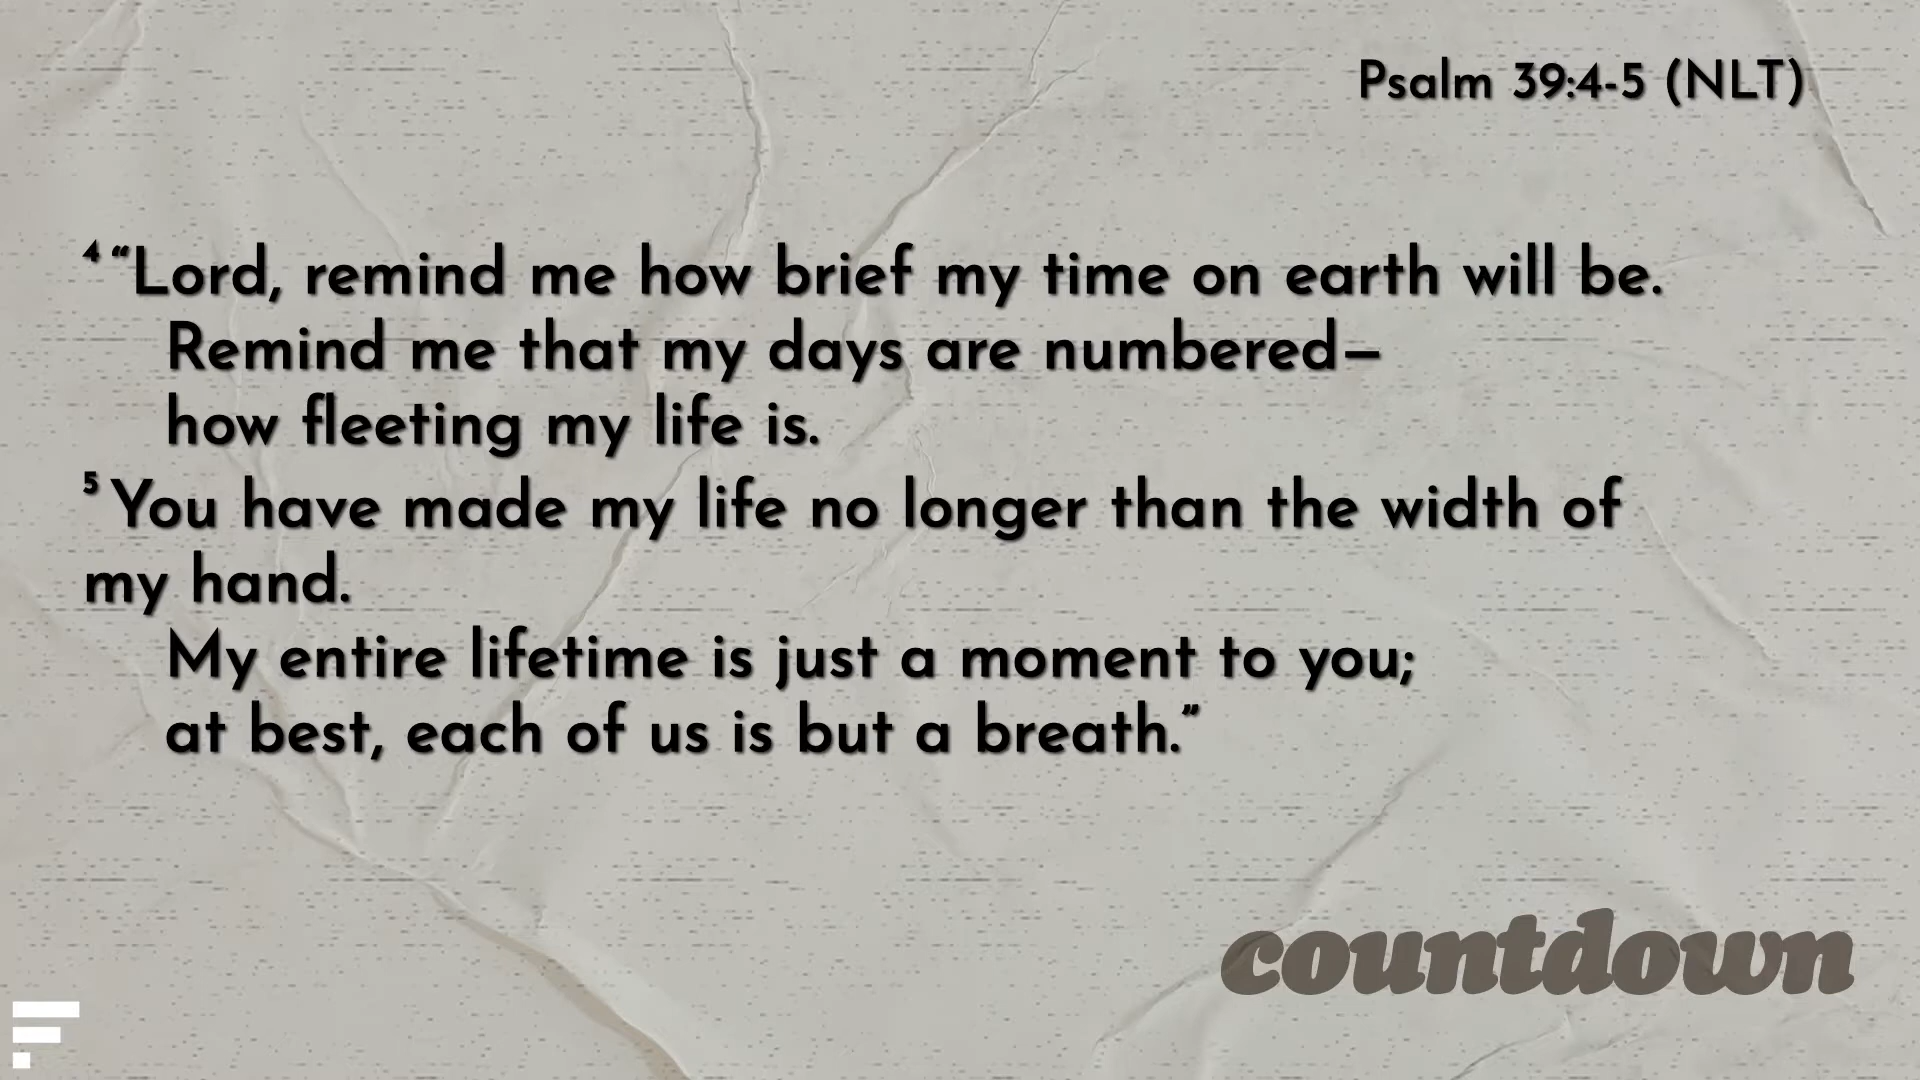 Psalm 39:4-5 (NLT)
4 “Lord, remind me how brief my time on earth will be.
Remind me that my days are numbered—
how fleeting my life is.
5 You have made my life no longer than the width of
my hand.
My entire lifetime is just a moment to you;
at best, each of us is but a breath.”
countdown